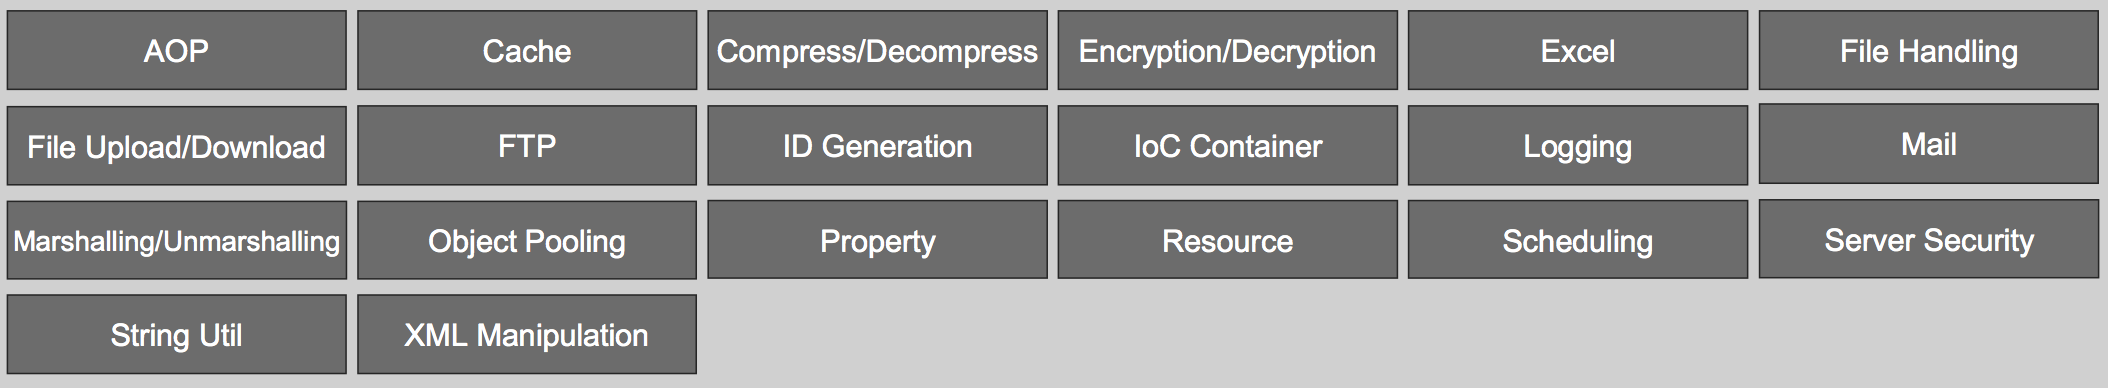 AOP
Cache
Compress/Decompress
Encryption/Decryption
Excel
File Handling
File Upload/Download
FTP
ID Generation
IoC Container
Logging
Mail
Marshalling/Unmarshalling
Object Pooling
Property
Resource
Scheduling
Server Security
String Util
XML Manipulation